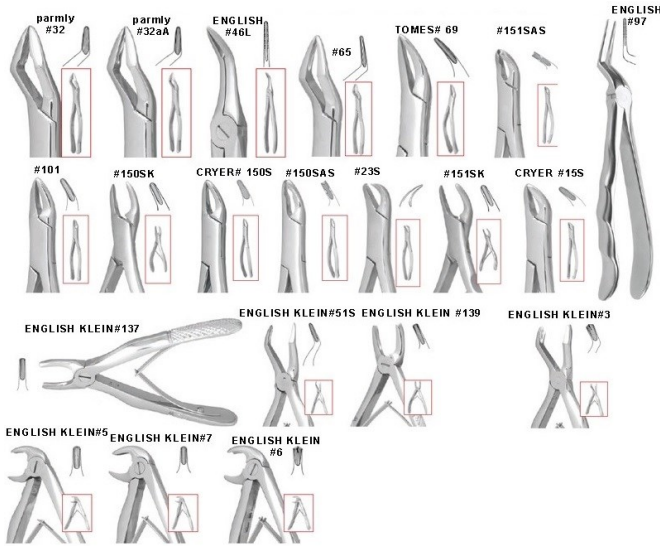 parmly
#32
parmly
#32aA
ENGLISH
#46L
#65
TOMES# 69
#151SAS
ENGLISH
#97
#101
#150SK
CRYER# 150S
#150SAS
#23S
#151SK
CRYER #15S
ENGLISH KLEIN#137
ENGLISH KLEIN#51S
ENGLISH KLEIN #139
ENGLISH KLEIN#3
ENGLISH KLEIN#5
ENGLISH KLEIN#7
ENGLISH KLEIN
#6